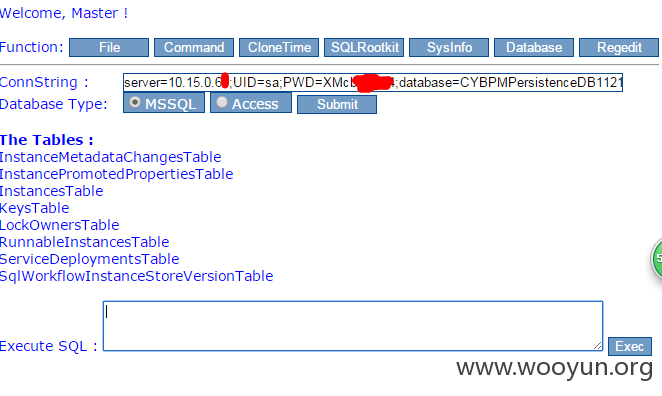 Welcome, Master !
Function: File Command CloneTime SQLRootkit SysInfo Database Regedit
ConnString : server=10.15.0.6 ;UID=sa;PWD=XMc 4;database=CYBPMPersistenceDB1121
Database Type: MSSQL Access Submit
The Tables :
InstanceMetadataChangesTable
InstancePromotedPropertiesTable
InstancesTable
KeysTable
LockOwnersTable
RunnableInstancesTable
ServiceDeploymentsTable
SqlWorkflowInstanceStoreVersionTable
Execute SQL : Exec
www.wooyun.org